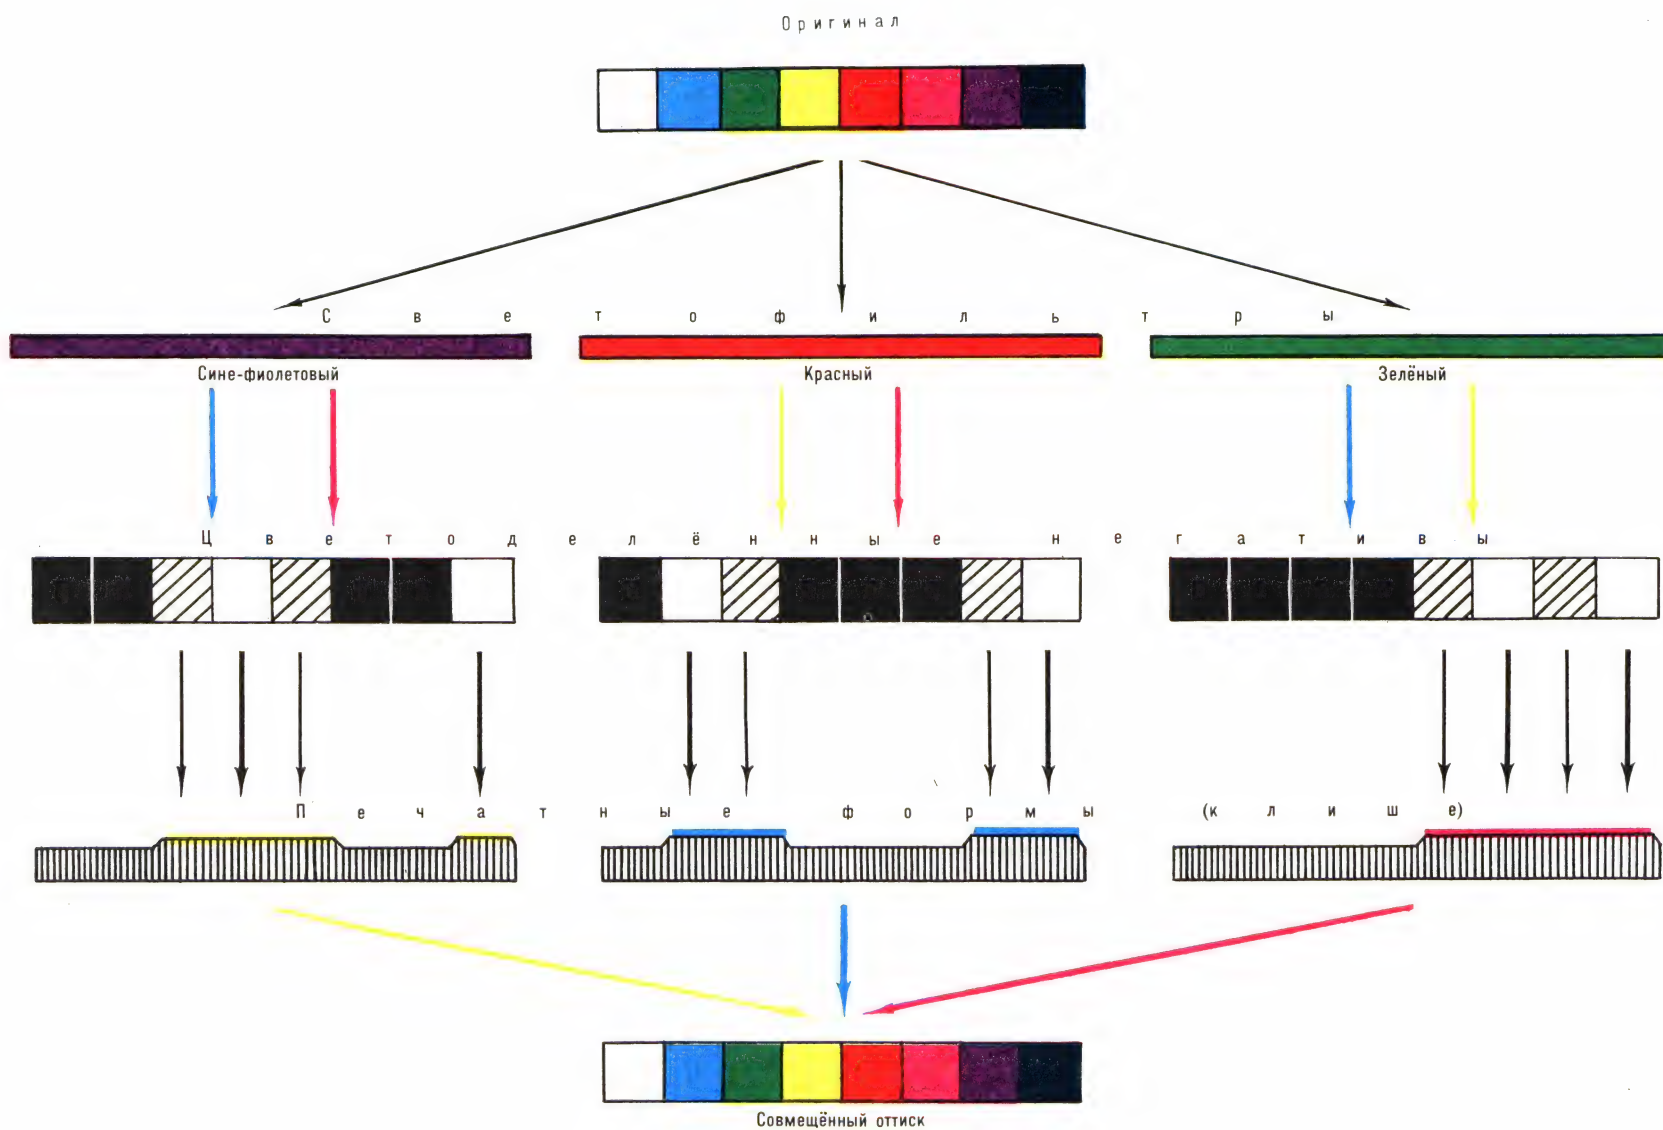 Оригинал
Светофильтры
Сине-фиолетовый Красный Зелёный
Цветоделённые негативы
Печатные формы (клише)
Совмещённый оттиск